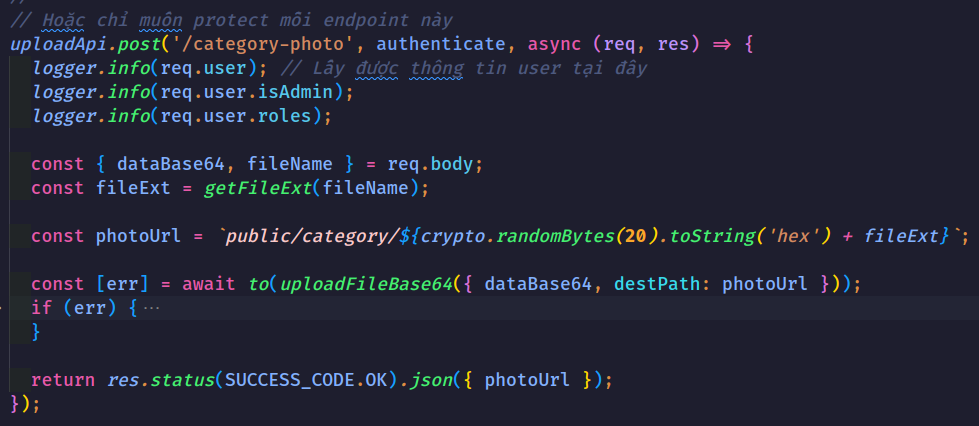 // Hoặc chỉ muốn protect mỗi endpoint này
uploadApi.post('/category-photo', authenticate, async (req, res) => {
logger.info(req.user); // Lấy được thông tin user tại đây
logger.info(req.user.isAdmin);
logger.info(req.user.roles);
const { dataBase64, fileName } = req.body;
const fileExt = getFileExt(fileName);
const photoUrl = `public/category/${crypto.randomBytes(20).toString('hex') + fileExt}`;
const [err] = await to(uploadFileBase64({ dataBase64, destPath: photoUrl }));
if (err) { ...
}
return res.status(SUCCESS_CODE.OK).json({ photoUrl });
});